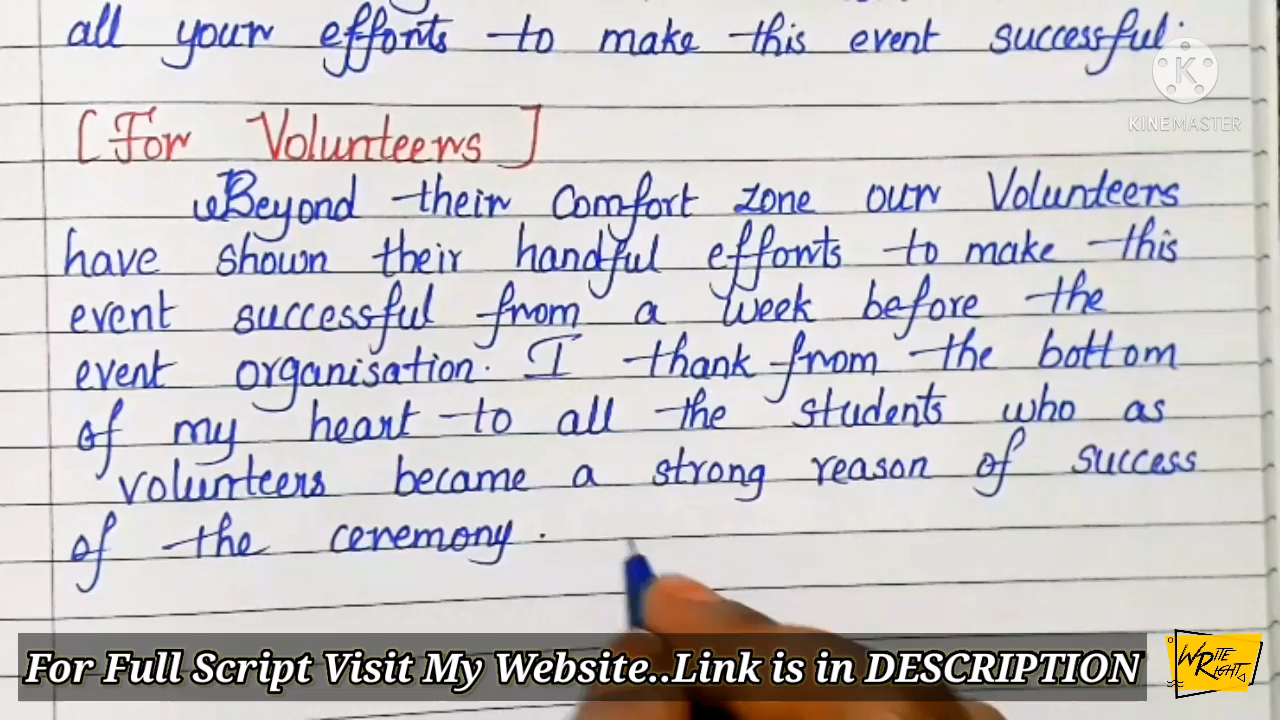 all your efforts to make this event successful.
KINEMASTER
[For Volunteers]
Beyond their comfort zone our Volunteers
have shown their handful efforts to make this
event successful from a week before the
event organisation. I thank from the bottom
of my heart to all the students who as
volunteers became a strong reason of success
of the ceremony.
For Full Script Visit My Website..Link is in DESCRIPTION
WRITE
RIGHT